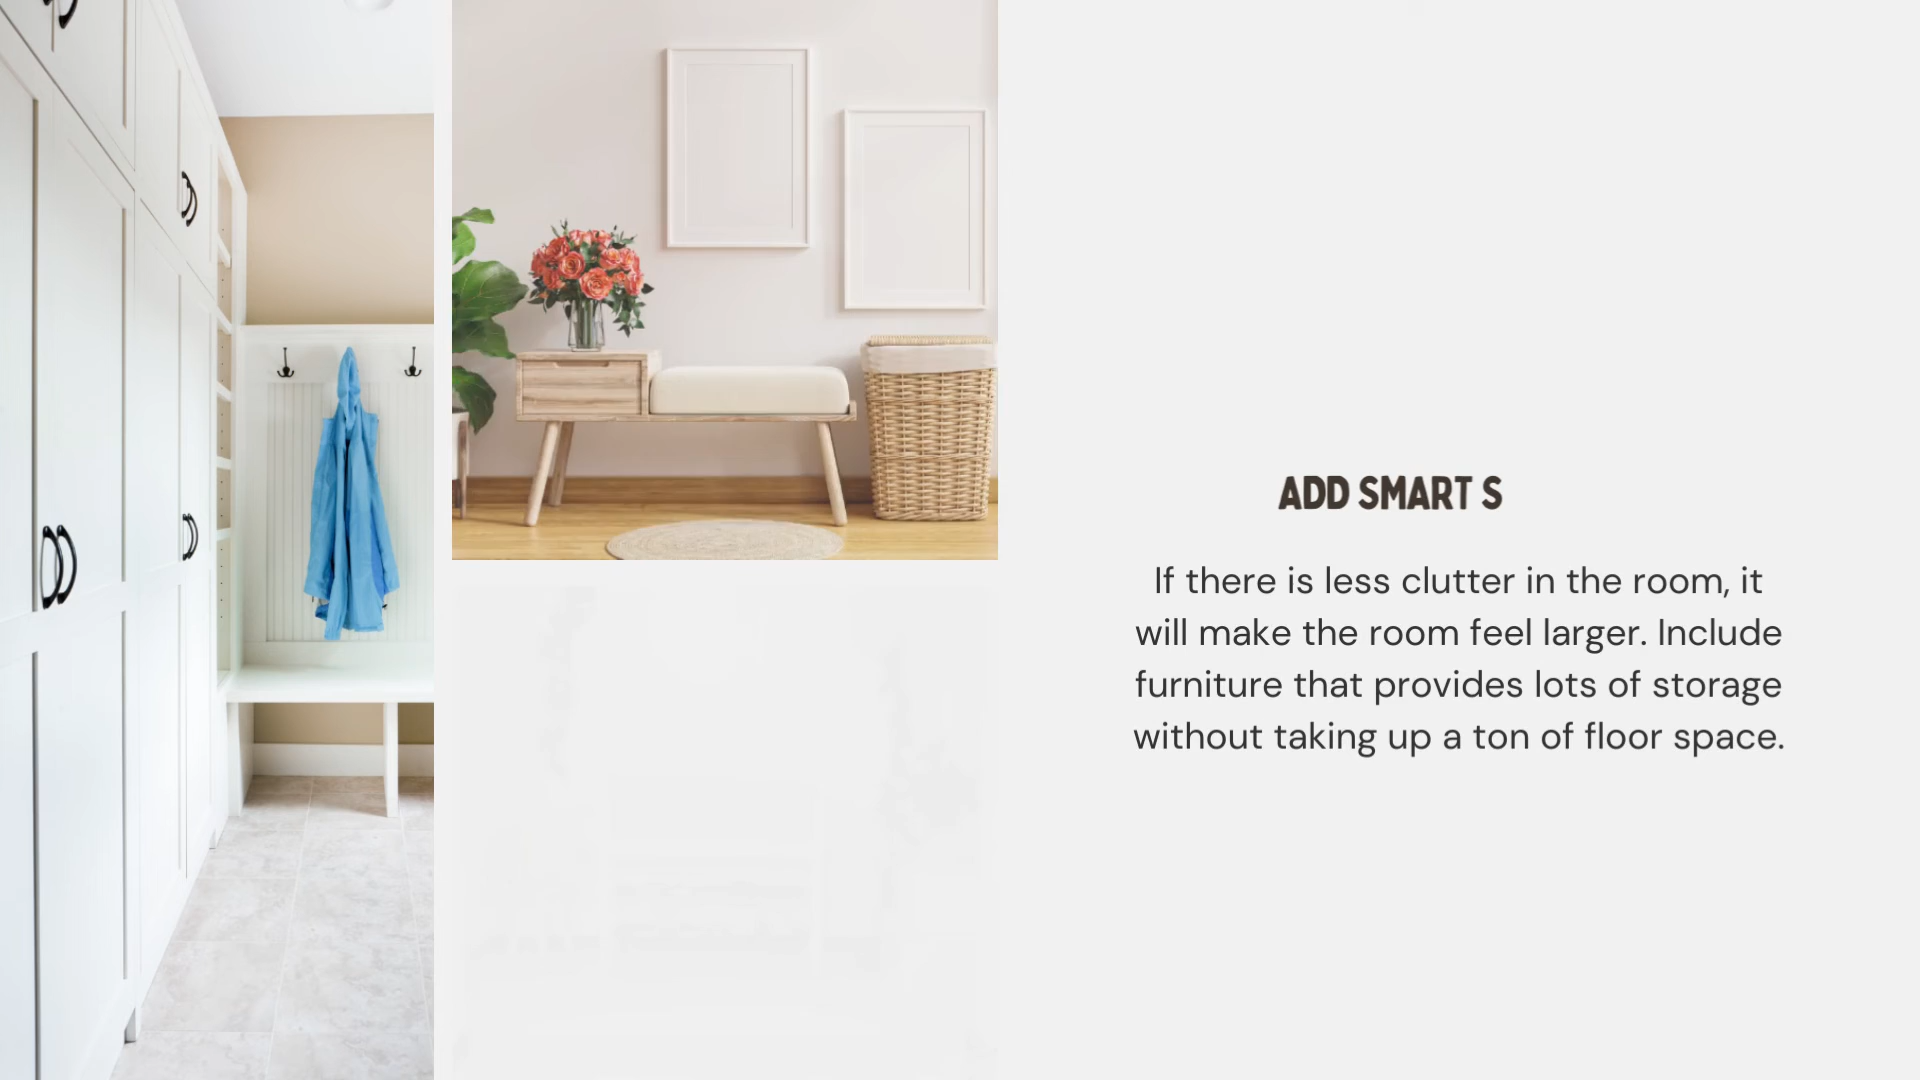 ADD SMART S
If there is less clutter in the room, it
will make the room feel larger. Include
furniture that provides lots of storage
without taking up a ton of floor space.